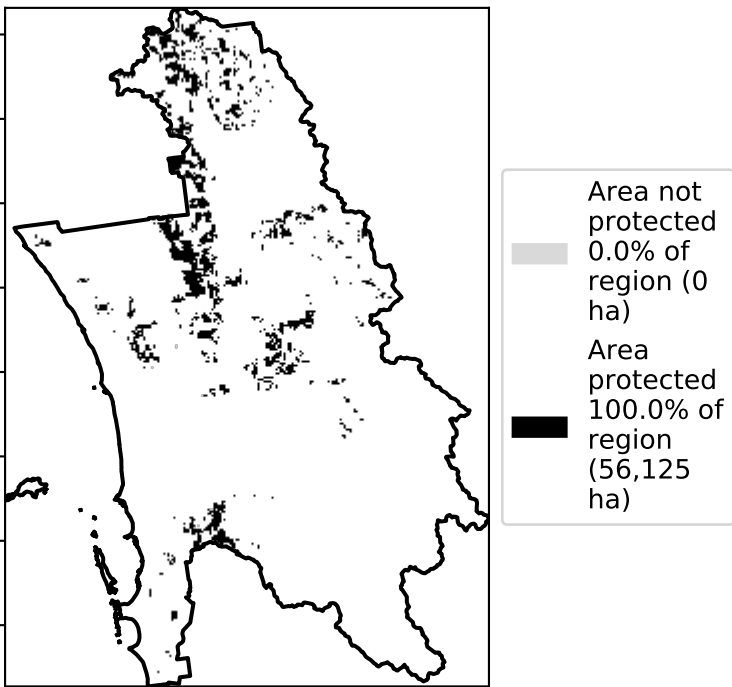 Area not
protected
0.0% of
region (0
ha)
Area
protected
100.0% of
region
(56,125
ha)